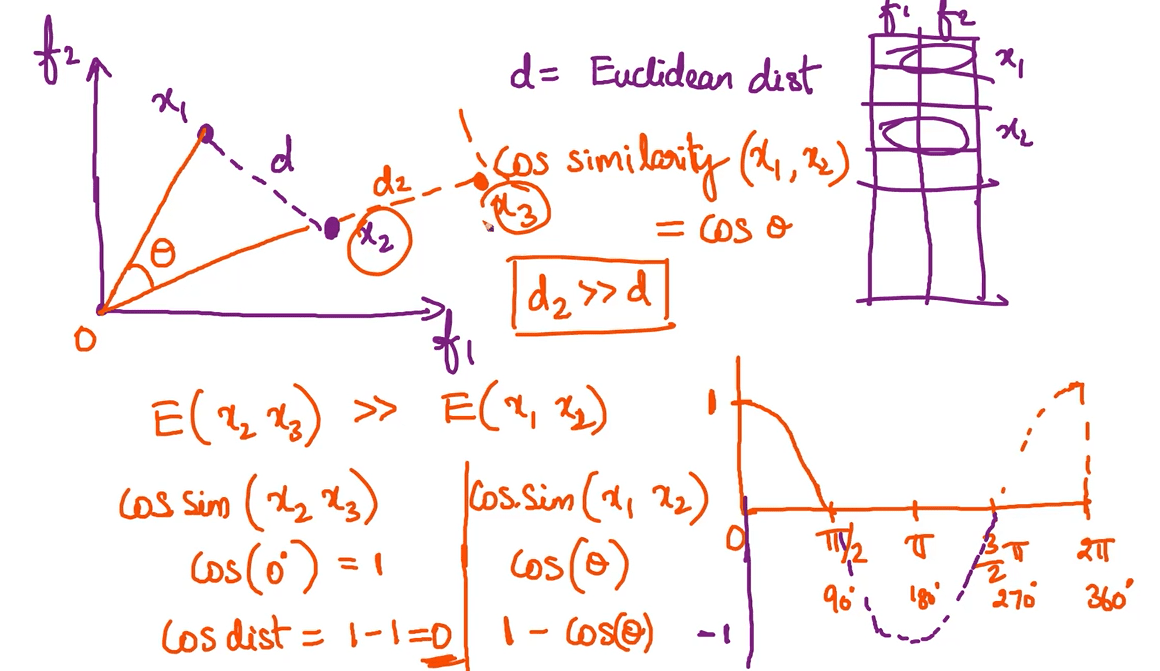 f2
x1
d
d2
x2
x3
θ
0
f1
d = Euclidean dist
cos similarity (x1, x2)
= cos θ
d2 >> d
f1 f2
x1
x2
E(x2 x3) >> E(x1 x2)
cos sin (x2 x3)
cos(0°) = 1
cos dist = 1-1=0
cos.sim (x1 x2)
cos(θ)
1 - cos(θ)
1
0
-1
π/2 π 3/2 π 2π
90° 180° 270° 360°